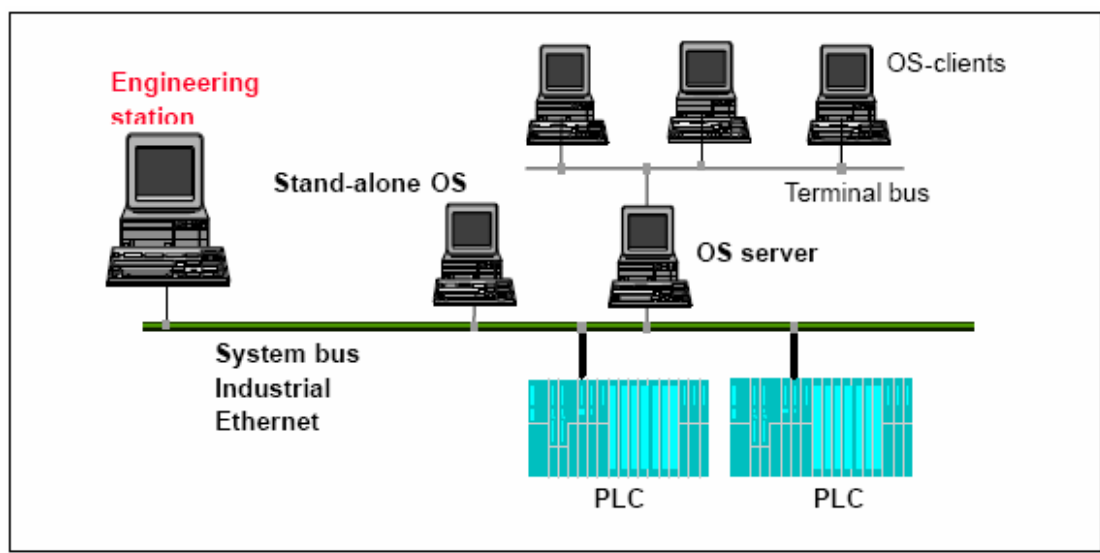 Engineering
station
OS-clients
Stand-alone OS
Terminal bus
OS server
System bus
Industrial
Ethernet
PLC
PLC